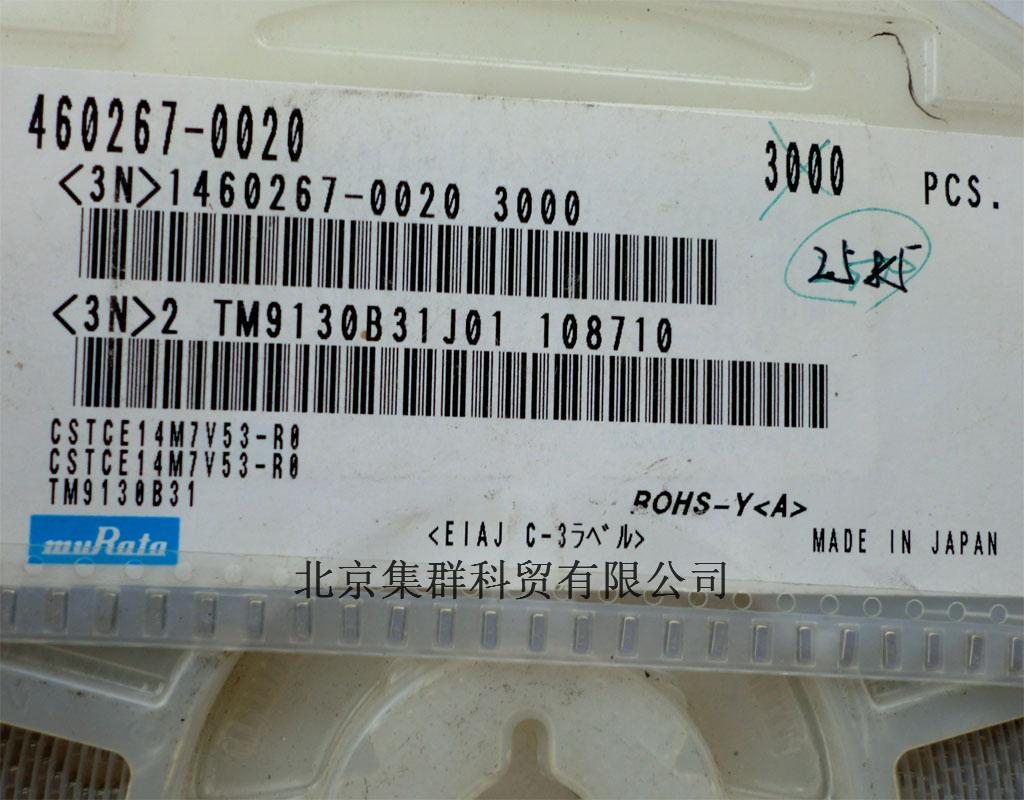 460267-0020
3000 PCS.
<3N>1460267-0020 3000
<3N>2 TM9130B31J01 108710
CSTCE14M7V53-R0
CSTCE14M7V53-R0
TM9130B31
ROHS-Y<A>
muRata
<EIAJ C-3ラベル>
MADE IN JAPAN
北京集群科贸有限公司